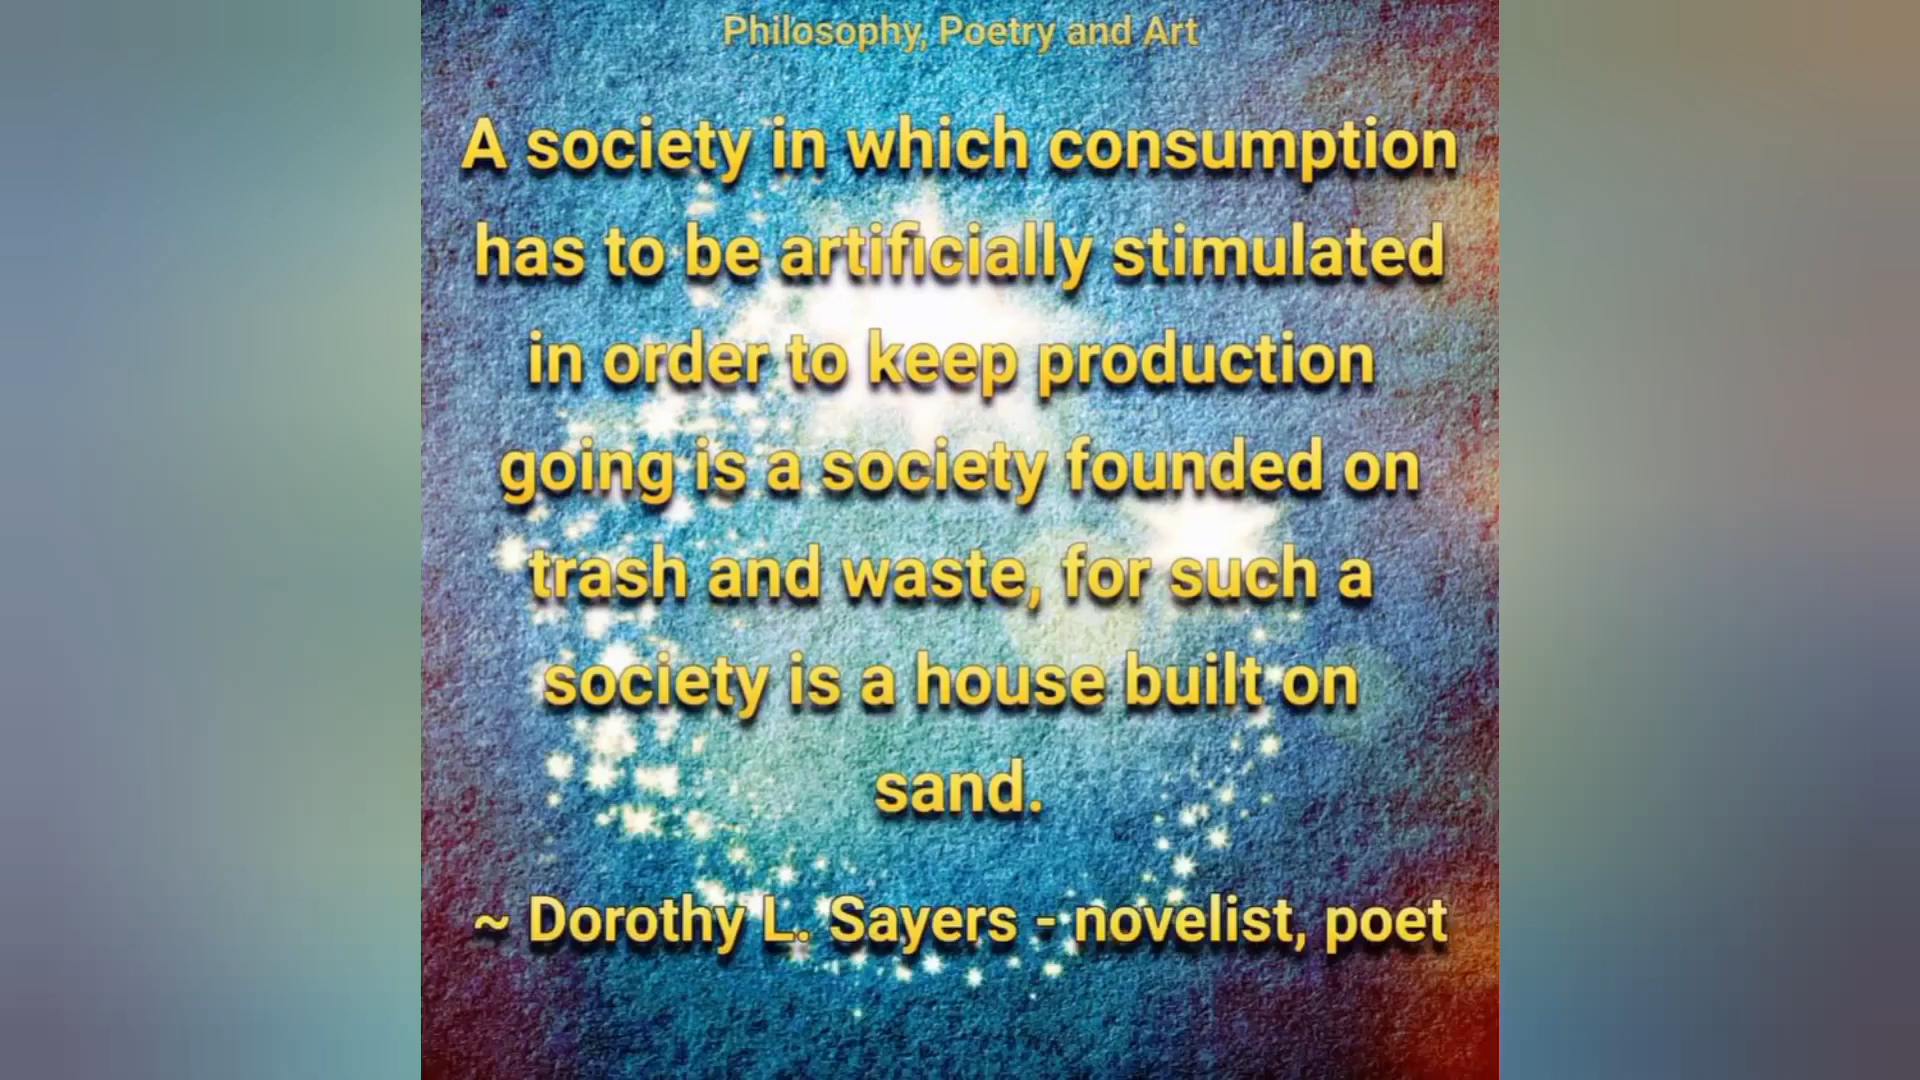 Philosophy, Poetry and Art
A society in which consumption
has to be artificially stimulated
in order to keep production
going is a society founded on
trash and waste, for such a
society is a house built on
sand.
~ Dorothy L. Sayers - novelist, poet